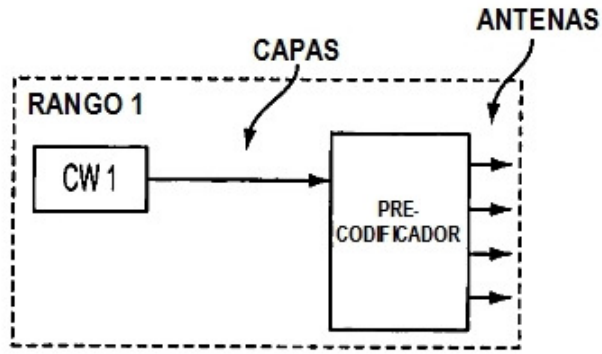 CAPAS
ANTENAS
RANGO 1
CW 1
PRE-
CODIFICADOR